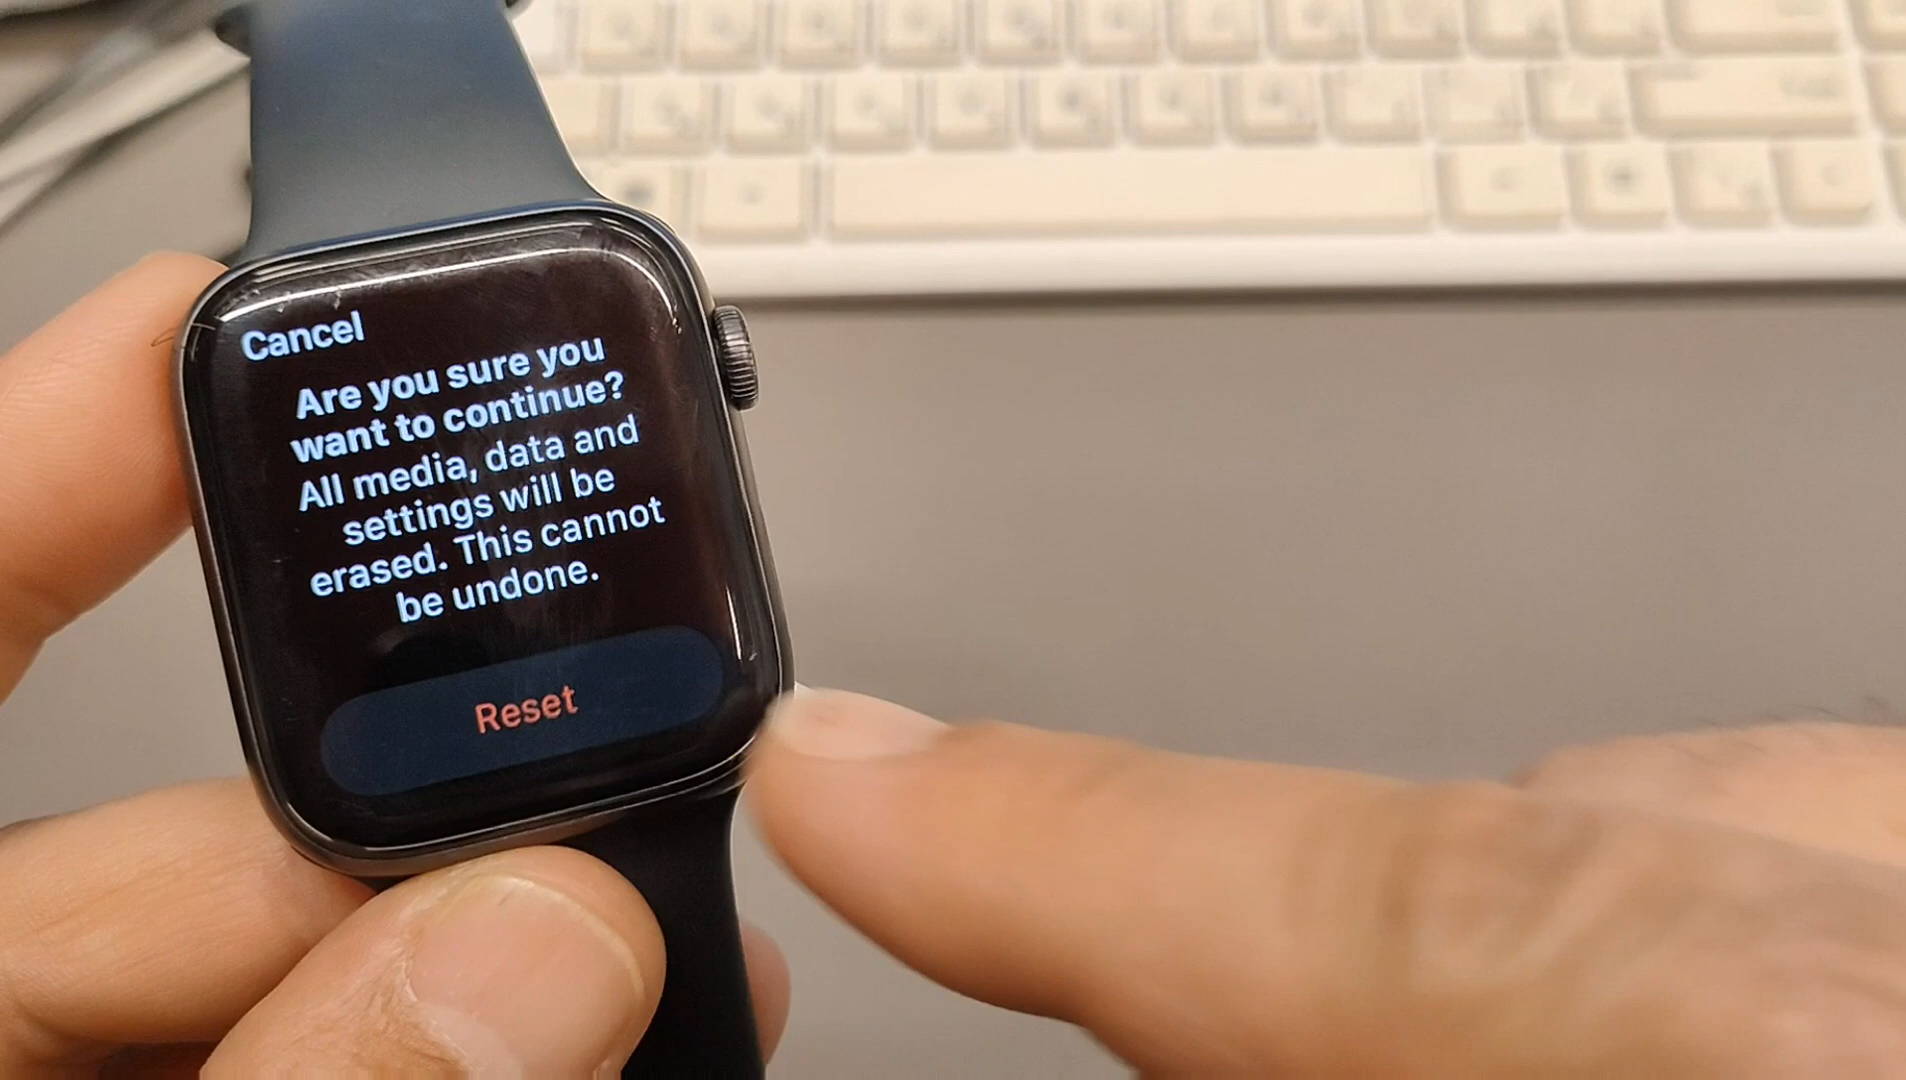 Cancel
Are you sure you
want to continue?
All media, data and
settings will be
erased. This cannot
be undone.
Reset